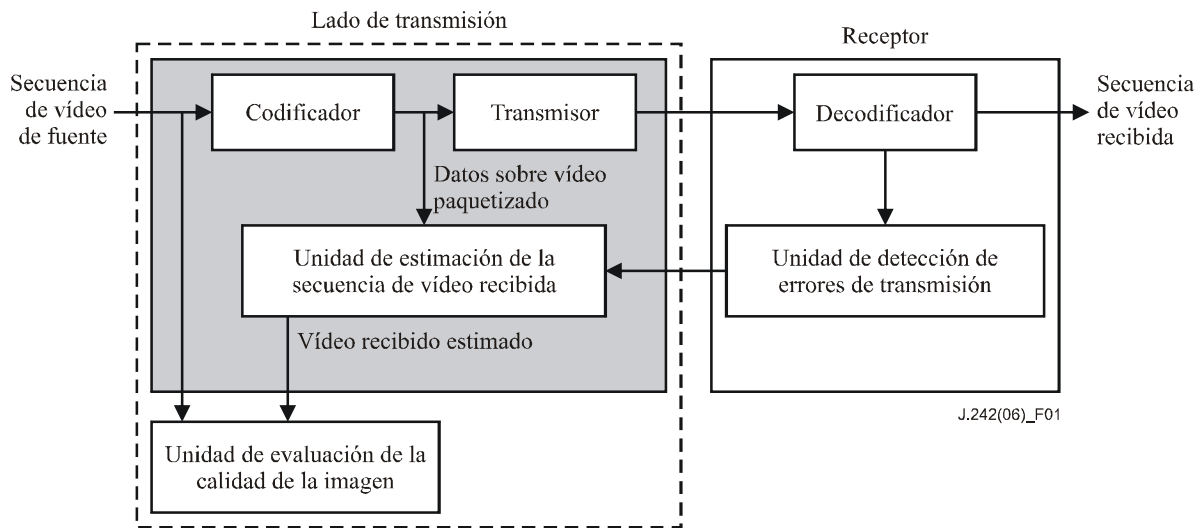 Lado de transmisión
Receptor
Secuencia
de vídeo
de fuente
Codificador
Transmisor
Decodificador
Secuencia
de vídeo
recibida
Datos sobre vídeo
paquetizado
Unidad de estimación de la
secuencia de vídeo recibida
Unidad de detección de
errores de transmisión
Vídeo recibido estimado
J.242(06)_F01
Unidad de evaluación de la
calidad de la imagen